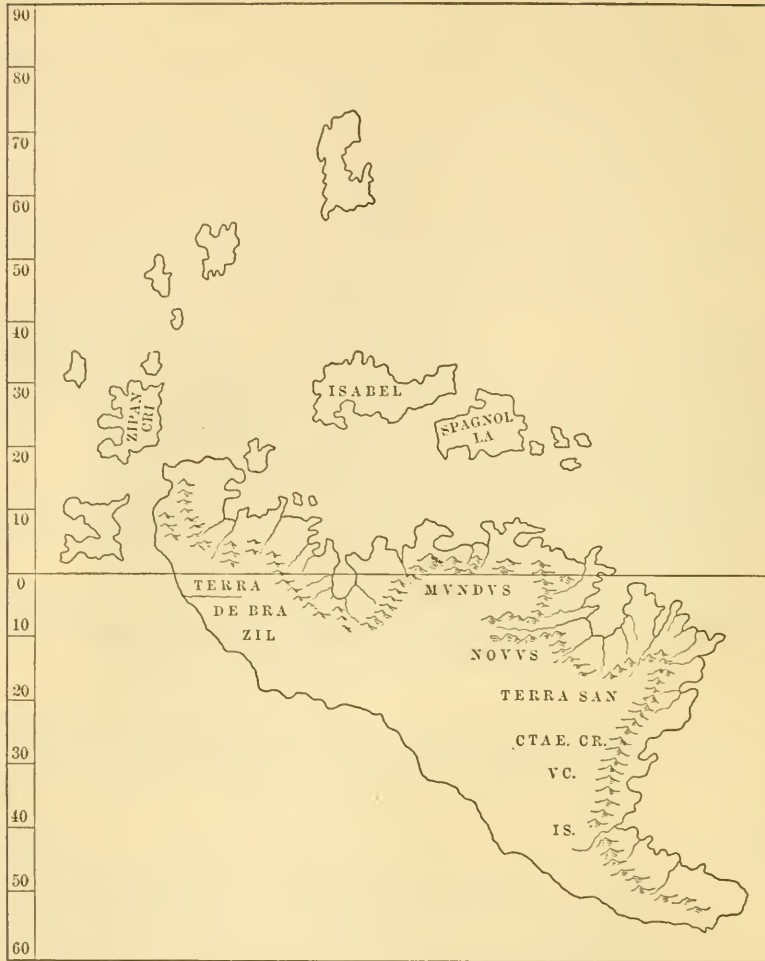 90
80
70
60
50
40
30
20
10
0
10
20
30
40
50
60
ZIPAN
CRI
ISABEL
SPAGNOL
LA
TERRA
DE BRA
ZIL
MVNDVS
NOVVS
TERRA SAN
CTAE. CR.
VC.
IS.